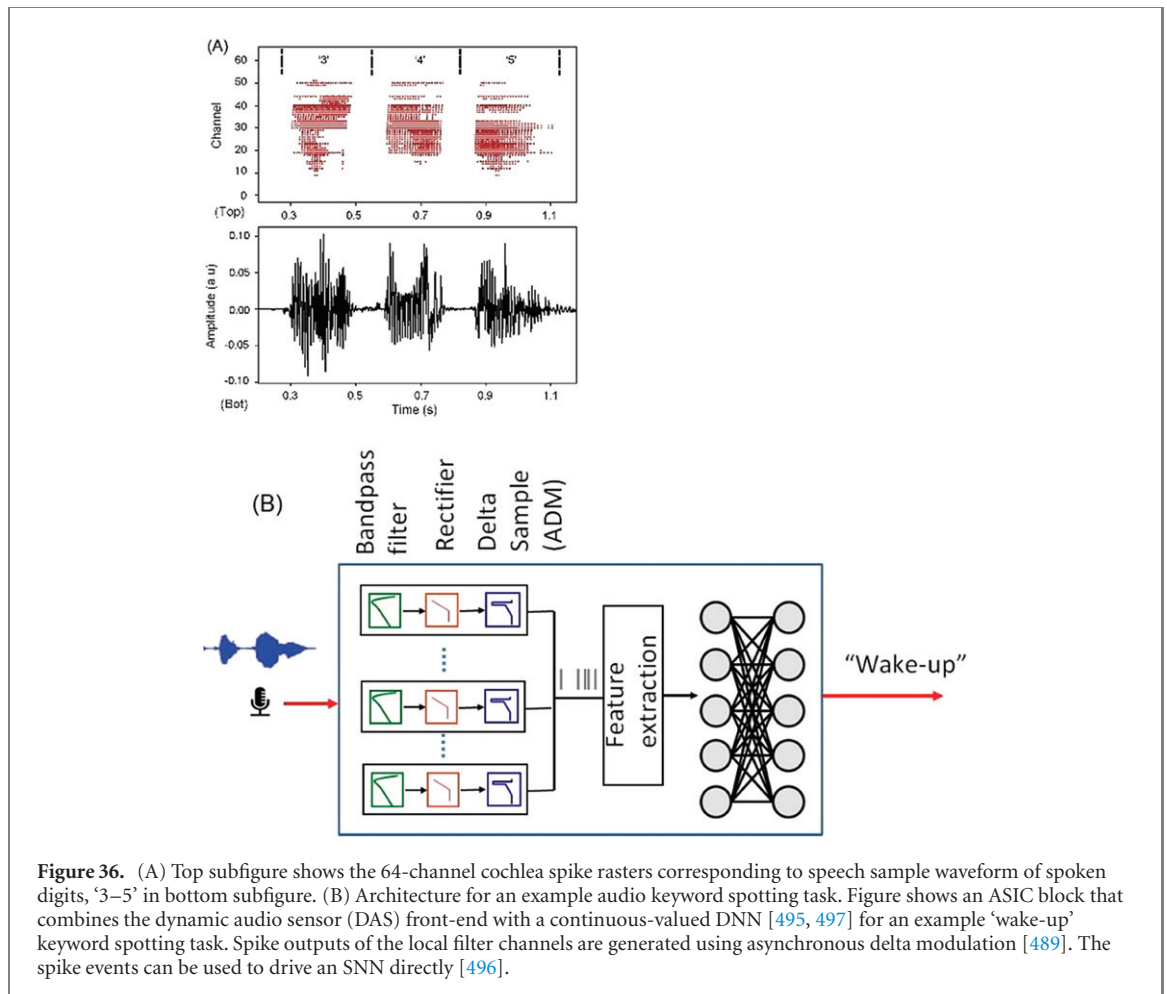 (A)
60
50
40
30
20
10
0
Channel
'3'
'4'
'5'
(Top)
0.3
0.5
0.7
0.9
1.1
0.10
0.05
0.00
-0.05
-0.10
Amplitude (a u)
(Bot)
0.3
0.5
0.7
0.9
1.1
Time (s)
(B)
Bandpass
filter
Rectifier
Delta
Sample
(ADM)
Feature
extraction
“Wake-up”
Figure 36. (A) Top subfigure shows the 64-channel cochlea spike rasters corresponding to speech sample waveform of spoken
digits, ‘3–5’ in bottom subfigure. (B) Architecture for an example audio keyword spotting task. Figure shows an ASIC block that
combines the dynamic audio sensor (DAS) front-end with a continuous-valued DNN [495, 497] for an example ‘wake-up’
keyword spotting task. Spike outputs of the local filter channels are generated using asynchronous delta modulation [489]. The
spike events can be used to drive an SNN directly [496].